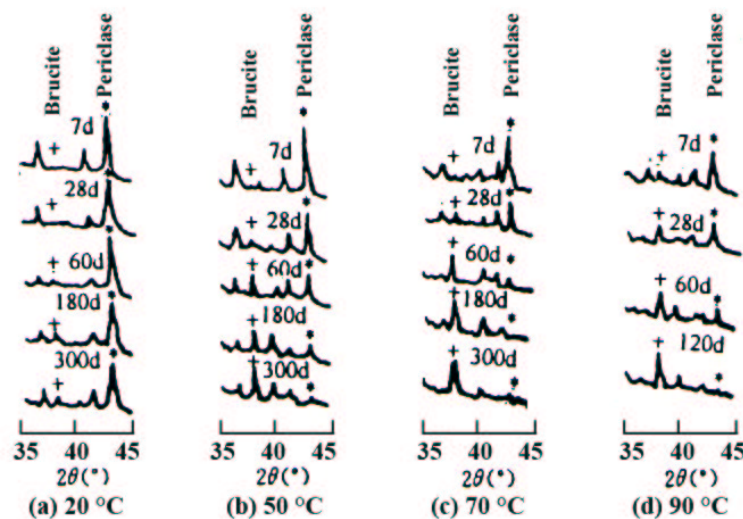 Brucite
Periclase
*
+
7d
*
+
28d
*
+
60d
*
+
180d
*
+
300d
35 40 45
2θ(°)
(a) 20 °C
Brucite
Periclase
*
+
7d
*
+
28d
*
+
60d
*
+
180d
*
+
300d
35 40 45
2θ(°)
(b) 50 °C
Brucite
Periclase
*
+
7d
*
+
28d
*
+
60d
*
+
180d
*
+
300d
35 40 45
2θ(°)
(c) 70 °C
Brucite
Periclase
*
+
7d
*
+
28d
*
+
60d
*
+
120d
*
35 40 45
2θ(°)
(d) 90 °C